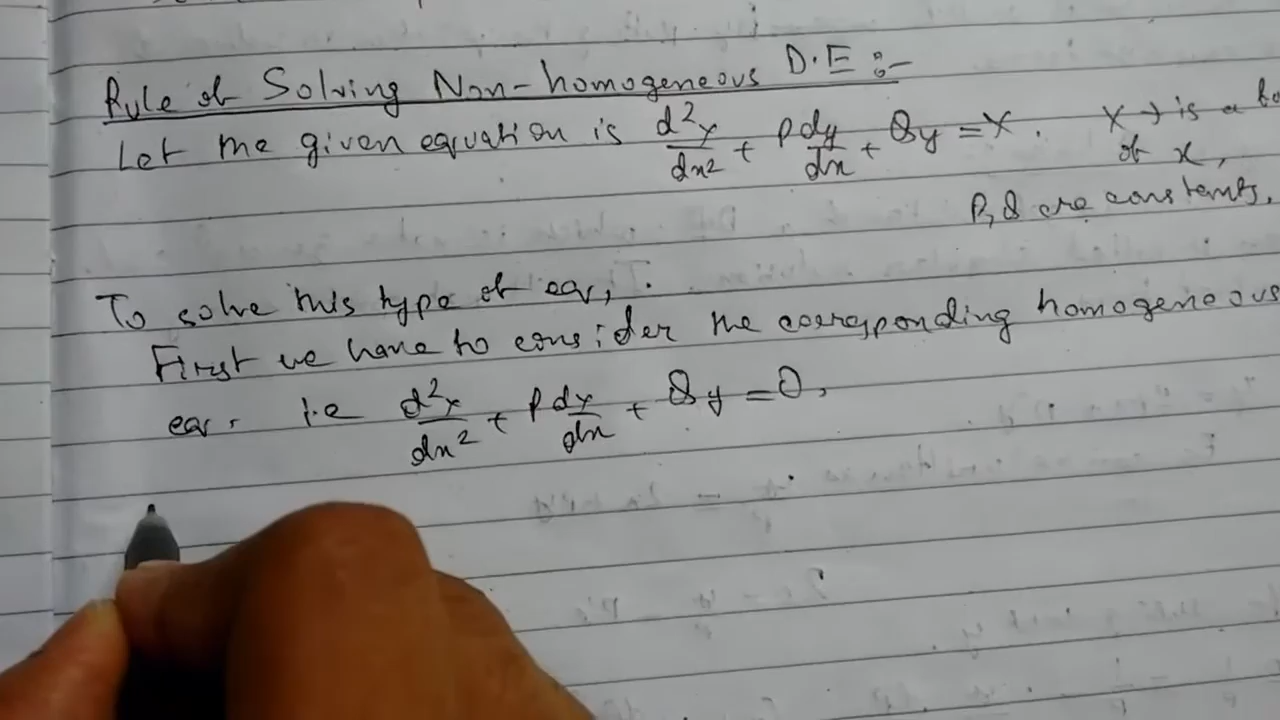 Rule of Solving Non-homogeneous D.E :-
Let the given equation is d²y/dx² + P dy/dx + Qy = X . X → is a
of x,
P, Q are constants.
To solve this type of eqn, .
First we have to consider the corresponding homogeneous
eqn. i.e d²y/dx² + P dy/dx + Qy = 0,